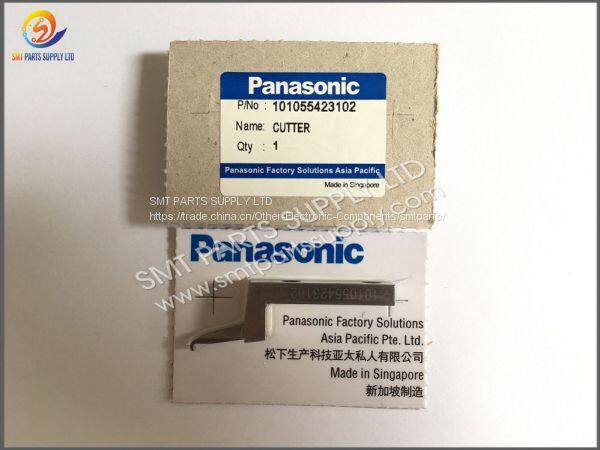 SMT PARTS SUPPLY LTD
Panasonic
P/No : 101055423102
Name: CUTTER
Qty : 1
Panasonic Factory Solutions Asia Pacific
Made in Singapore
SMT PARTS SUPPLY LTD
https://trade.china.cn/Other-Electronic-Components/smtparts/
SMT PARTS SUPPLY LTD
www.smtpartssupply.com
Panasonic
101055423102
Panasonic Factory Solutions
Asia Pacific Pte. Ltd.
松下生产科技亚太私人有限公司
Made in Singapore
新加坡制造